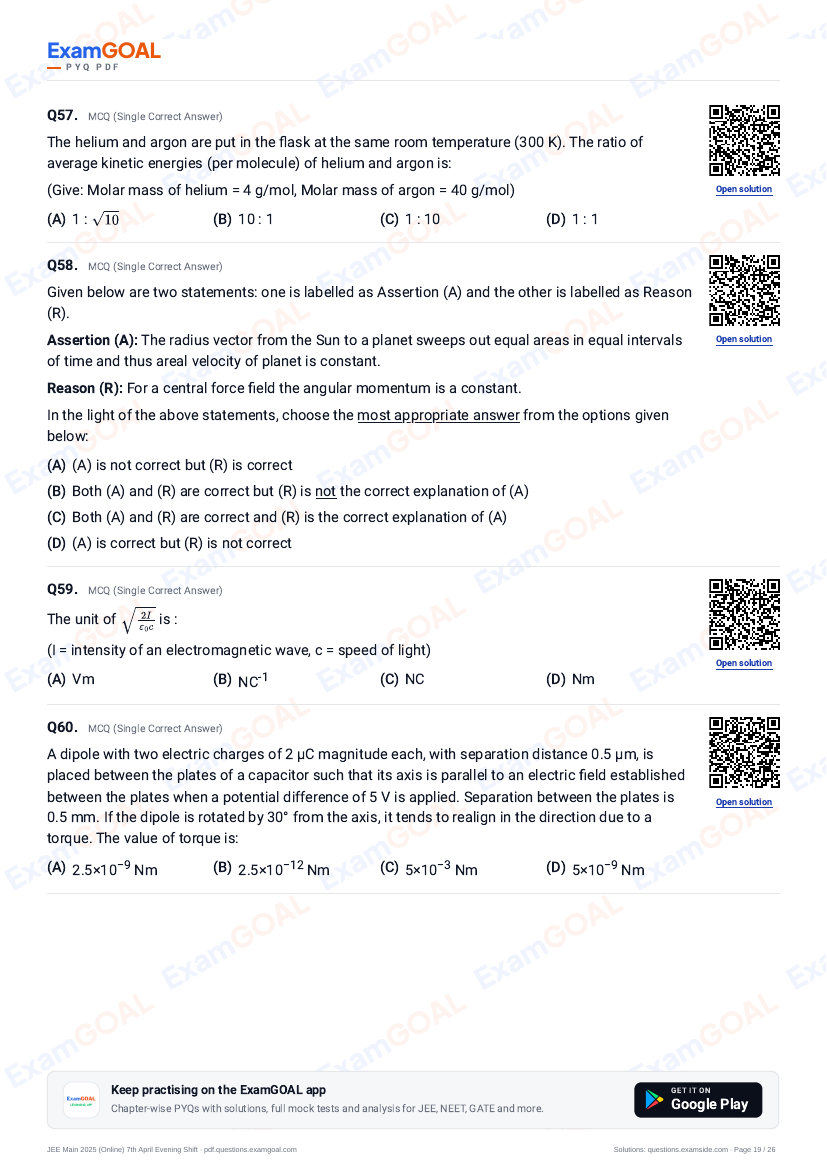 ExamGOAL
PYQ PDF
Q57. MCQ (Single Correct Answer)
The helium and argon are put in the flask at the same room temperature (300 K). The ratio of
average kinetic energies (per molecule) of helium and argon is:
(Give: Molar mass of helium = 4 g/mol, Molar mass of argon = 40 g/mol)
(A) 1 : √10 (B) 10 : 1 (C) 1 : 10 (D) 1 : 1
Open solution
Q58. MCQ (Single Correct Answer)
Given below are two statements: one is labelled as Assertion (A) and the other is labelled as Reason
(R).
Assertion (A): The radius vector from the Sun to a planet sweeps out equal areas in equal intervals
of time and thus areal velocity of planet is constant.
Reason (R): For a central force field the angular momentum is a constant.
In the light of the above statements, choose the most appropriate answer from the options given
below:
(A) (A) is not correct but (R) is correct
(B) Both (A) and (R) are correct but (R) is not the correct explanation of (A)
(C) Both (A) and (R) are correct and (R) is the correct explanation of (A)
(D) (A) is correct but (R) is not correct
Open solution
Q59. MCQ (Single Correct Answer)
The unit of √(2I/ε₀c) is :
(I = intensity of an electromagnetic wave, c = speed of light)
(A) Vm (B) NC⁻¹ (C) NC (D) Nm
Open solution
Q60. MCQ (Single Correct Answer)
A dipole with two electric charges of 2 μC magnitude each, with separation distance 0.5 μm, is
placed between the plates of a capacitor such that its axis is parallel to an electric field established
between the plates when a potential difference of 5 V is applied. Separation between the plates is
0.5 mm. If the dipole is rotated by 30° from the axis, it tends to realign in the direction due to a
torque. The value of torque is:
(A) 2.5×10⁻⁹ Nm (B) 2.5×10⁻¹² Nm (C) 5×10⁻³ Nm (D) 5×10⁻⁹ Nm
Open solution
ExamGOAL
Keep practising on the ExamGOAL app
Chapter-wise PYQs with solutions, full mock tests and analysis for JEE, NEET, GATE and more.
GET IT ON
Google Play
JEE Main 2025 (Online) 7th April Evening Shift · pdf.questions.examgoal.com
Solutions: questions.examside.com · Page 19 / 26